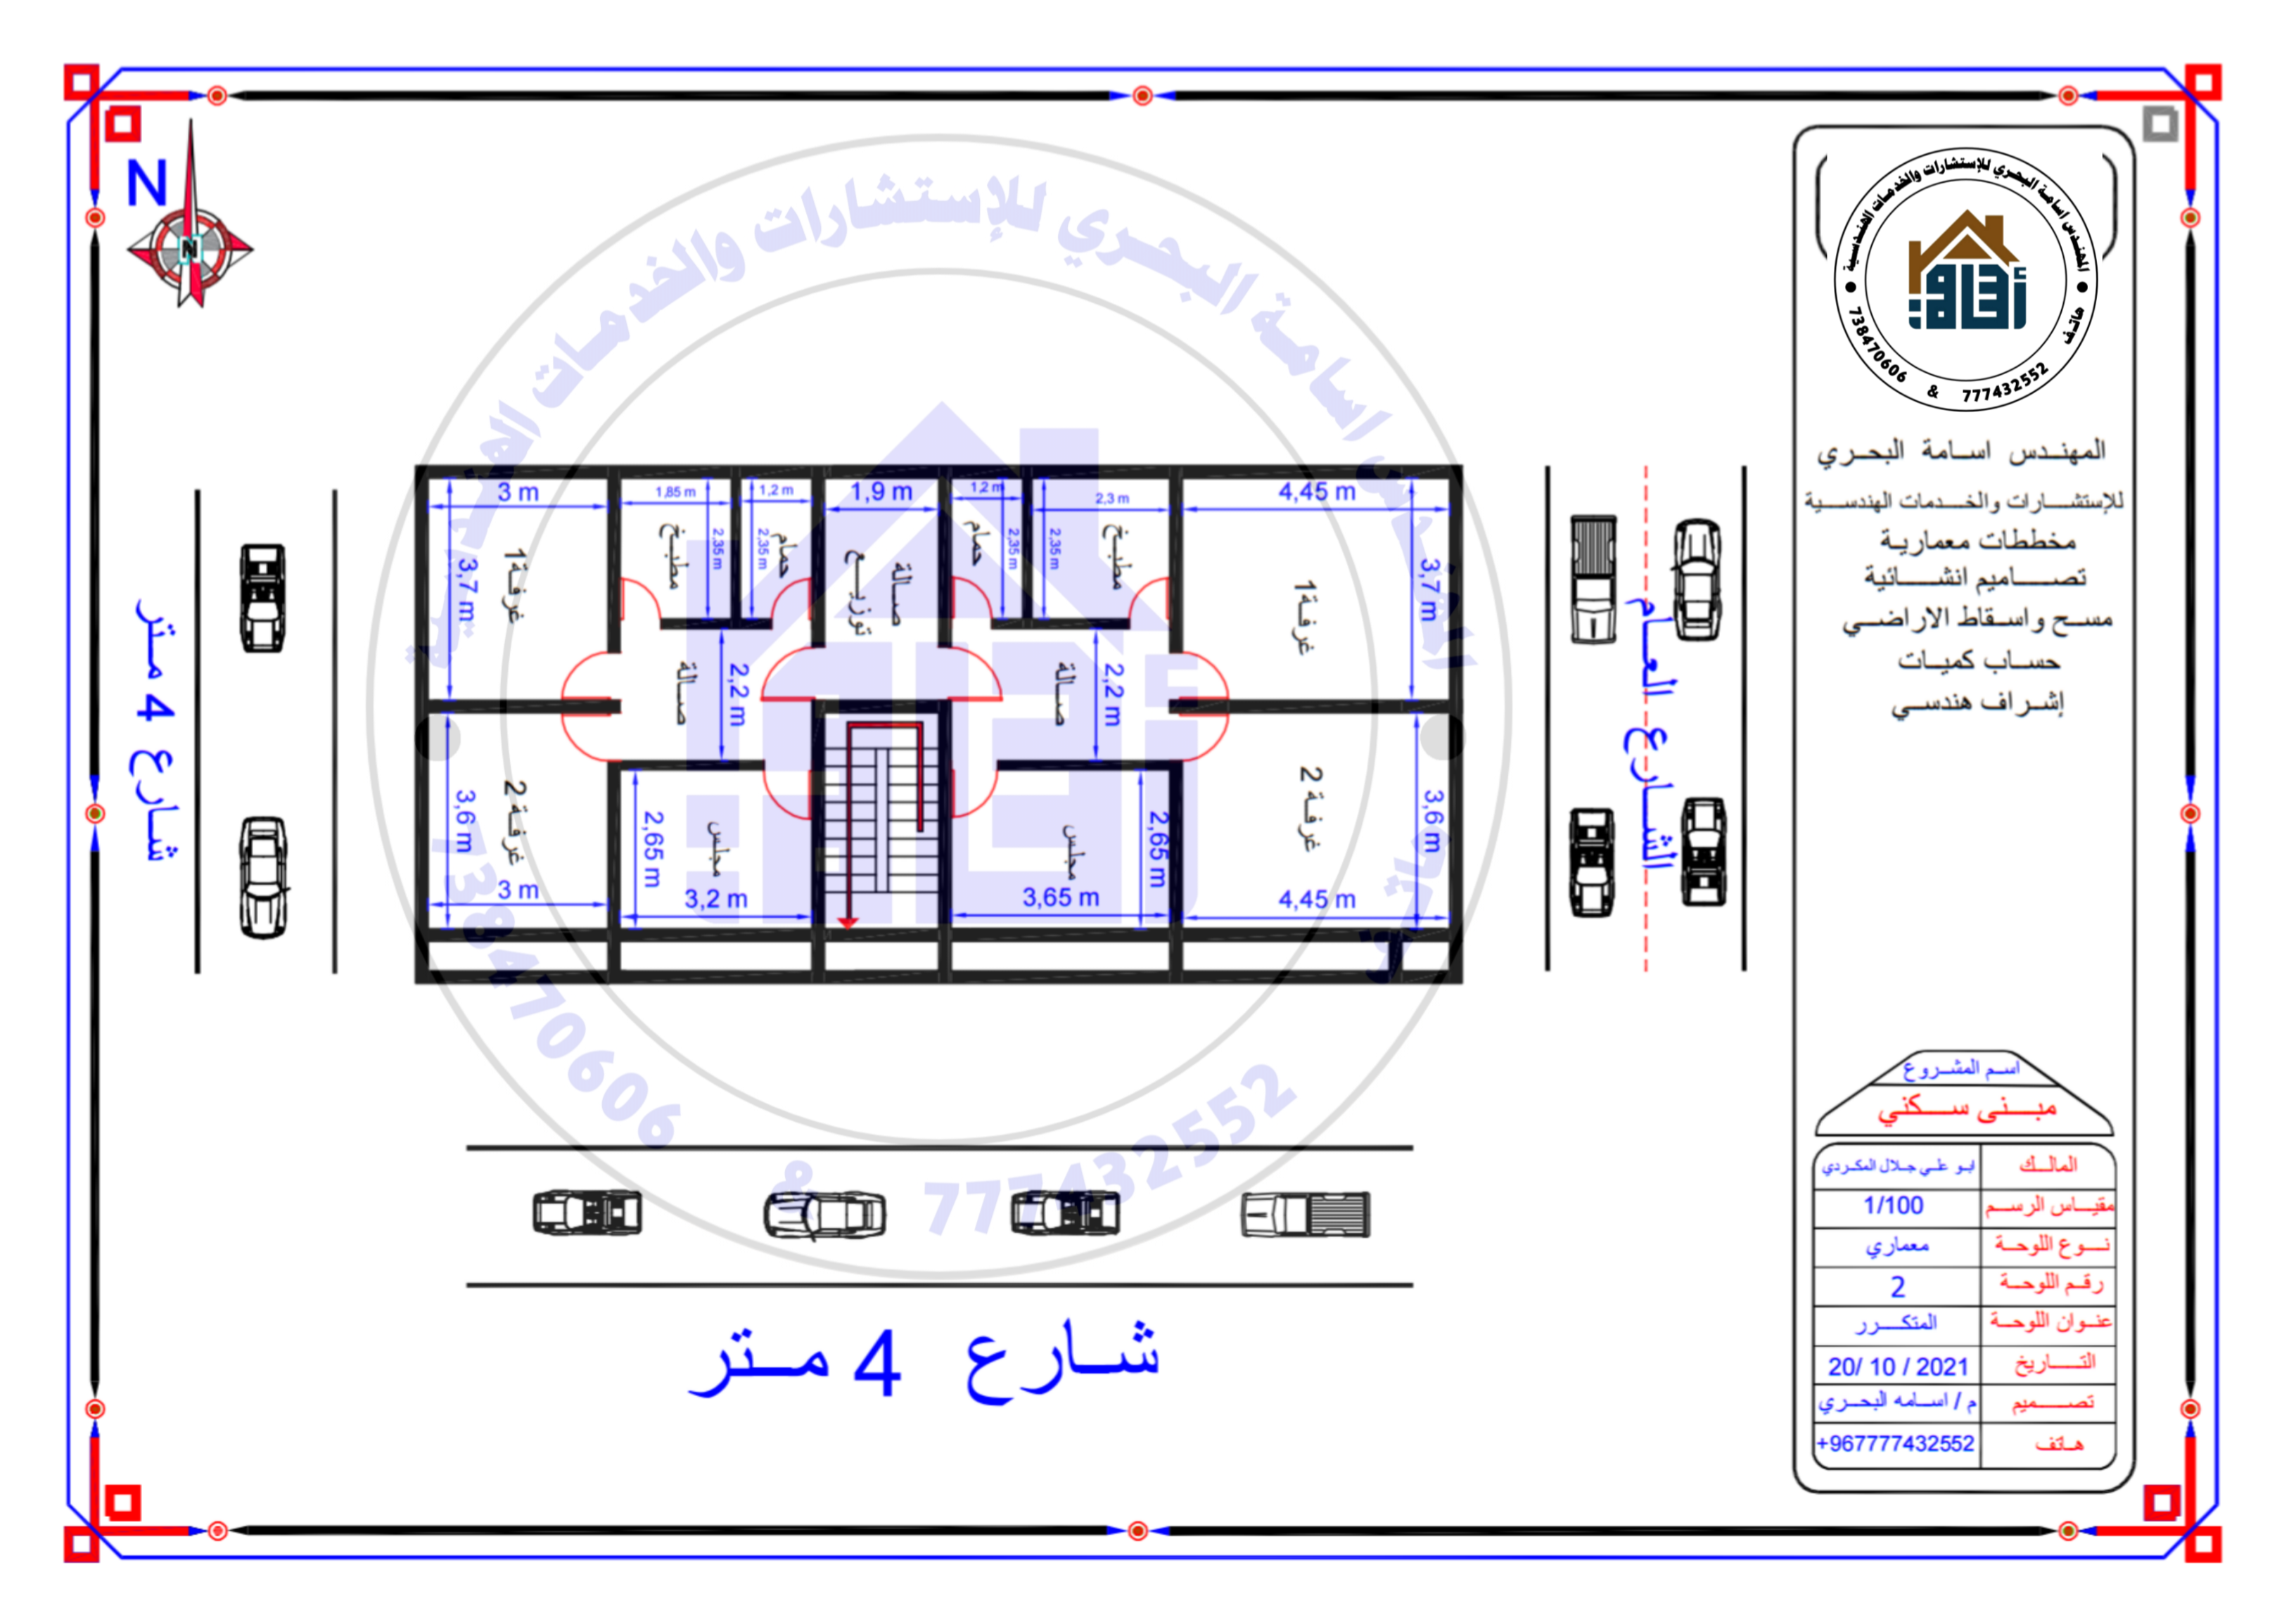 N
N
المهندس اسامة البحري للإستشارات والخدمات الهندسية
هاتف 777432552 & 738470606
أفاق
المهندس اسامة البحري
للإستشارات والخدمات الهندسية
مخططات معمارية
تصاميم انشائية
مسح واسقاط الاراضي
حساب كميات
إشراف هندسي
اسم المشروع
مبنى سكني
المالك ابو علي جلال المكردي
مقياس الرسم 1/100
نوع اللوحة معماري
رقم اللوحة 2
عنوان اللوحة المتكرر
التاريخ 20/ 10 / 2021
تصميم م / اسامه البحري
هاتف +967777432552
المهندس اسامة البحري للإستشارات والخدمات الهندسية
هاتف 777432552 & 738470606
أفاق
3 m
1,85 m
1,2 m
1,9 m
1,2 m
2,3 m
4,45 m
غرفة1
3,7 m
مطبخ
2,35 m
2,35 m
حمام
صالة
توزيع
حمام
2,35 m
2,35 m
مطبخ
غرفة1
3,7 m
صالة
2,2 m
صالة
2,2 m
غرفة 2
3,6 m
3 m
2,65 m
مجلس
3,2 m
مجلس
2,65 m
3,65 m
غرفة 2
3,6 m
4,45 m
شارع 4 متر
الشارع العام
شارع 4 متر